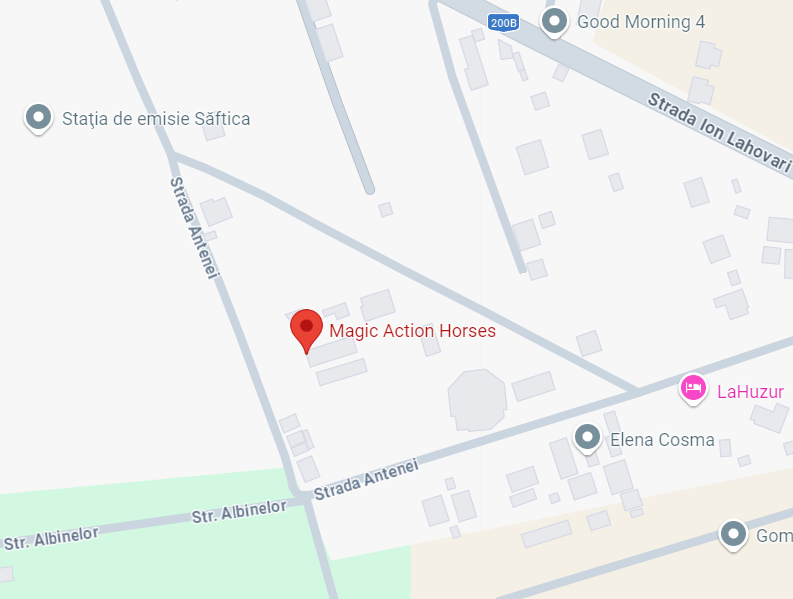 200B
Good Morning 4
Strada Ion Lahovari
Stația de emisie Săftica
Strada Antenei
Magic Action Horses
LaHuzur
Elena Cosma
Strada Antenei
Str. Albinelor
Str. Albinelor
Gom